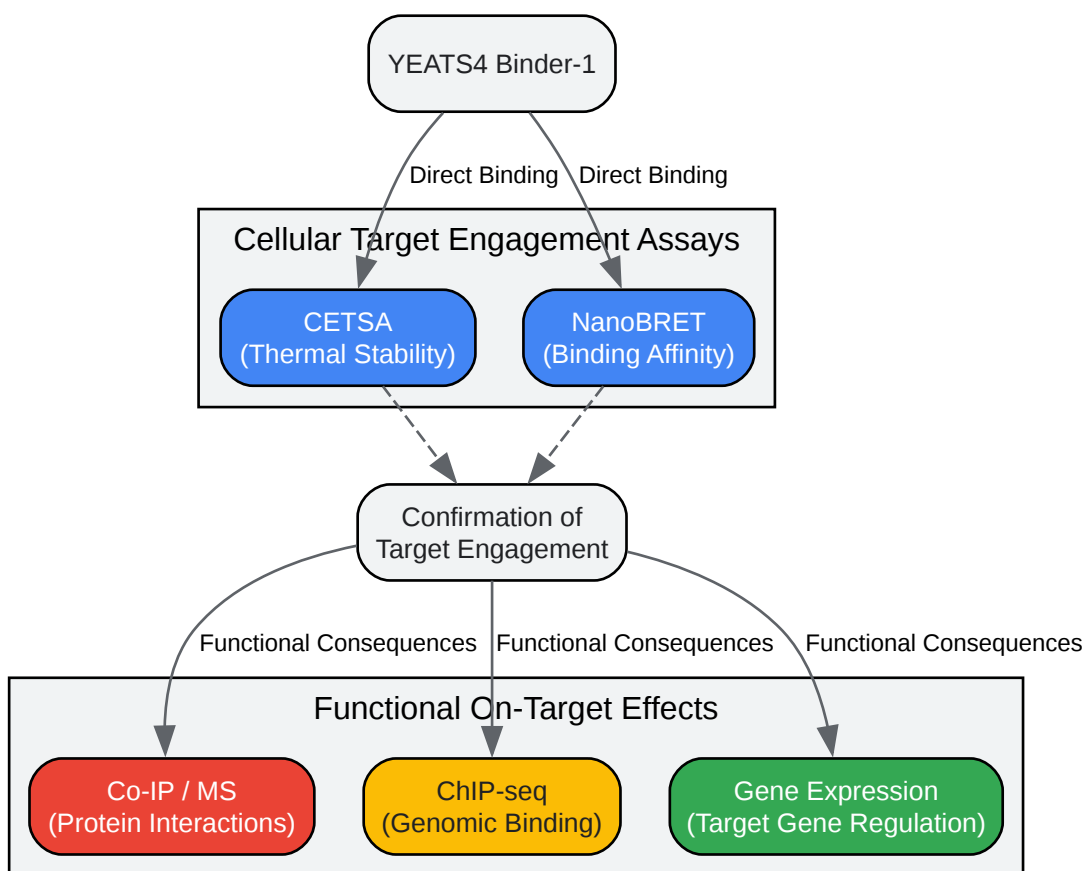 YEATS4 Binder-1
Direct Binding
Direct Binding
Cellular Target Engagement Assays
CETSA
(Thermal Stability)
NanoBRET
(Binding Affinity)
Confirmation of
Target Engagement
Functional Consequences
Functional Consequences
Functional Consequences
Functional On-Target Effects
Co-IP / MS
(Protein Interactions)
ChIP-seq
(Genomic Binding)
Gene Expression
(Target Gene Regulation)